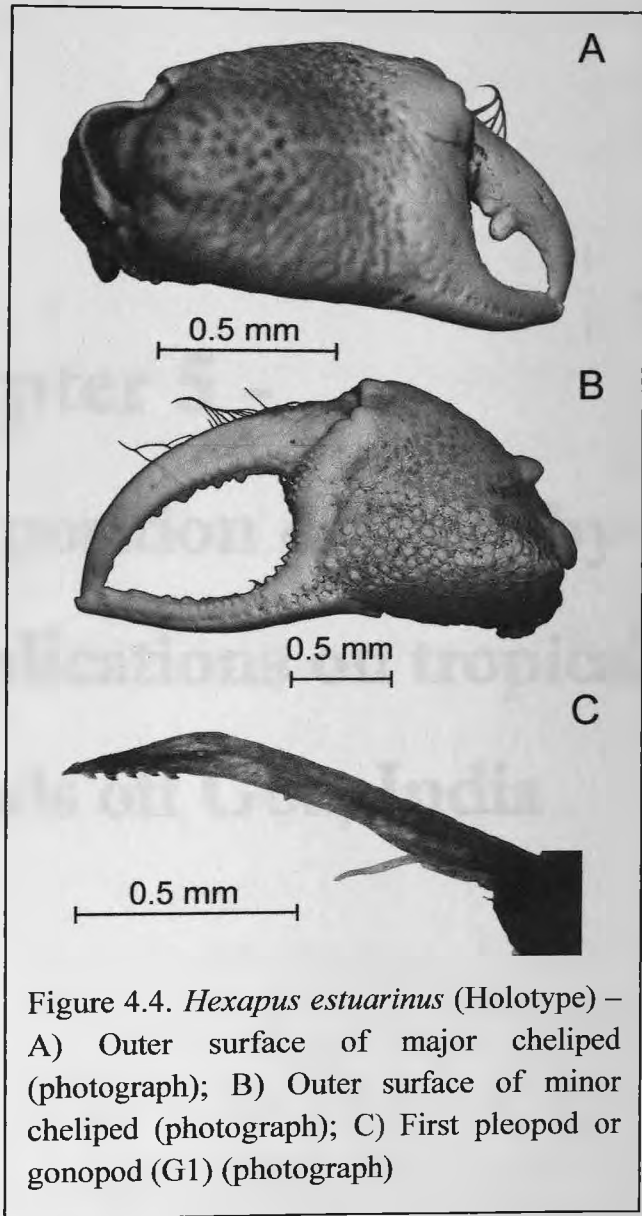 A
0.5 mm
B
0.5 mm
C
0.5 mm
Figure 4.4. Hexapus estuarinus (Holotype) –
A) Outer surface of major cheliped
(photograph); B) Outer surface of minor
cheliped (photograph); C) First pleopod or
gonopod (G1) (photograph)